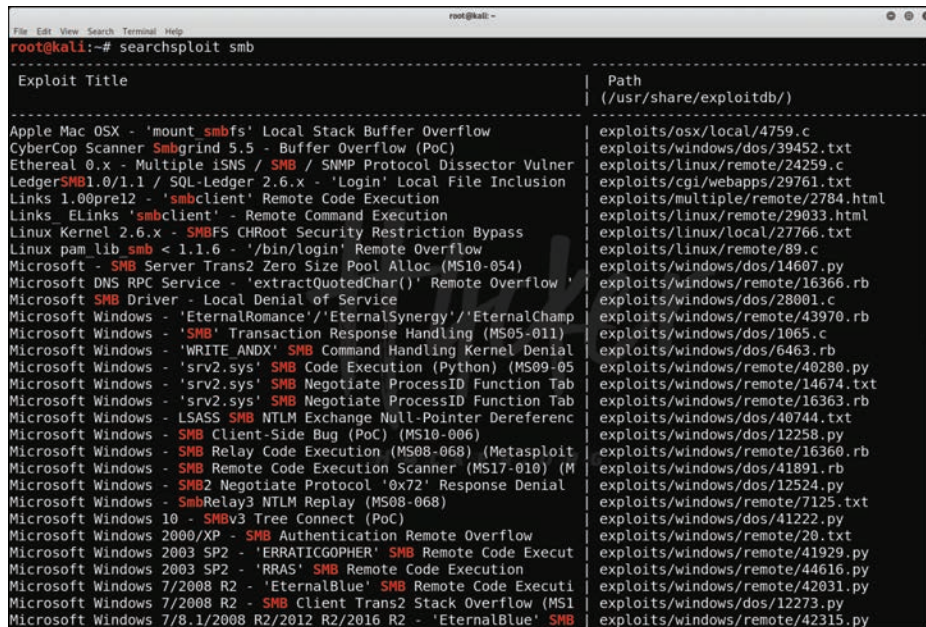 root@kali: ~
File Edit View Search Terminal Help
root@kali:~# searchsploit smb
Exploit Title | Path
| (/usr/share/exploitdb/)
Apple Mac OSX - 'mount_smbfs' Local Stack Buffer Overflow | exploits/osx/local/4759.c
CyberCop Scanner Smbgrind 5.5 - Buffer Overflow (PoC) | exploits/windows/dos/39452.txt
Ethereal 0.x - Multiple iSNS / SMB / SNMP Protocol Dissector Vulner | exploits/linux/remote/24259.c
LedgerSMB1.0/1.1 / SQL-Ledger 2.6.x - 'Login' Local File Inclusion | exploits/cgi/webapps/29761.txt
Links 1.00pre12 - 'smbclient' Remote Code Execution | exploits/multiple/remote/2784.html
Links_ ELinks 'smbclient' - Remote Command Execution | exploits/linux/remote/29033.html
Linux Kernel 2.6.x - SMBFS CHRoot Security Restriction Bypass | exploits/linux/local/27766.txt
Linux pam_lib_smb < 1.1.6 - '/bin/login' Remote Overflow | exploits/linux/remote/89.c
Microsoft - SMB Server Trans2 Zero Size Pool Alloc (MS10-054) | exploits/windows/dos/14607.py
Microsoft DNS RPC Service - 'extractQuotedChar()' Remote Overflow ' | exploits/windows/remote/16366.rb
Microsoft SMB Driver - Local Denial of Service | exploits/windows/dos/28001.c
Microsoft Windows - 'EternalRomance'/'EternalSynergy'/'EternalChamp | exploits/windows/remote/43970.rb
Microsoft Windows - 'SMB' Transaction Response Handling (MS05-011) | exploits/windows/dos/1065.c
Microsoft Windows - 'WRITE_ANDX' SMB Command Handling Kernel Denial | exploits/windows/dos/6463.rb
Microsoft Windows - 'srv2.sys' SMB Code Execution (Python) (MS09-05 | exploits/windows/remote/40280.py
Microsoft Windows - 'srv2.sys' SMB Negotiate ProcessID Function Tab | exploits/windows/remote/14674.txt
Microsoft Windows - 'srv2.sys' SMB Negotiate ProcessID Function Tab | exploits/windows/remote/16363.rb
Microsoft Windows - LSASS SMB NTLM Exchange Null-Pointer Dereferenc | exploits/windows/dos/40744.txt
Microsoft Windows - SMB Client-Side Bug (PoC) (MS10-006) | exploits/windows/dos/12258.py
Microsoft Windows - SMB Relay Code Execution (MS08-068) (Metasploit | exploits/windows/remote/16360.rb
Microsoft Windows - SMB Remote Code Execution Scanner (MS17-010) (M | exploits/windows/dos/41891.rb
Microsoft Windows - SMB2 Negotiate Protocol '0x72' Response Denial | exploits/windows/dos/12524.py
Microsoft Windows - SmbRelay3 NTLM Replay (MS08-068) | exploits/windows/remote/7125.txt
Microsoft Windows 10 - SMBv3 Tree Connect (PoC) | exploits/windows/dos/41222.py
Microsoft Windows 2000/XP - SMB Authentication Remote Overflow | exploits/windows/remote/20.txt
Microsoft Windows 2003 SP2 - 'ERRATICGOPHER' SMB Remote Code Execut | exploits/windows/remote/41929.py
Microsoft Windows 2003 SP2 - 'RRAS' SMB Remote Code Execution | exploits/windows/remote/44616.py
Microsoft Windows 7/2008 R2 - 'EternalBlue' SMB Remote Code Executi | exploits/windows/remote/42031.py
Microsoft Windows 7/2008 R2 - SMB Client Trans2 Stack Overflow (MS1 | exploits/windows/dos/12273.py
Microsoft Windows 7/8.1/2008 R2/2012 R2/2016 R2 - 'EternalBlue' SMB | exploits/windows/remote/42315.py